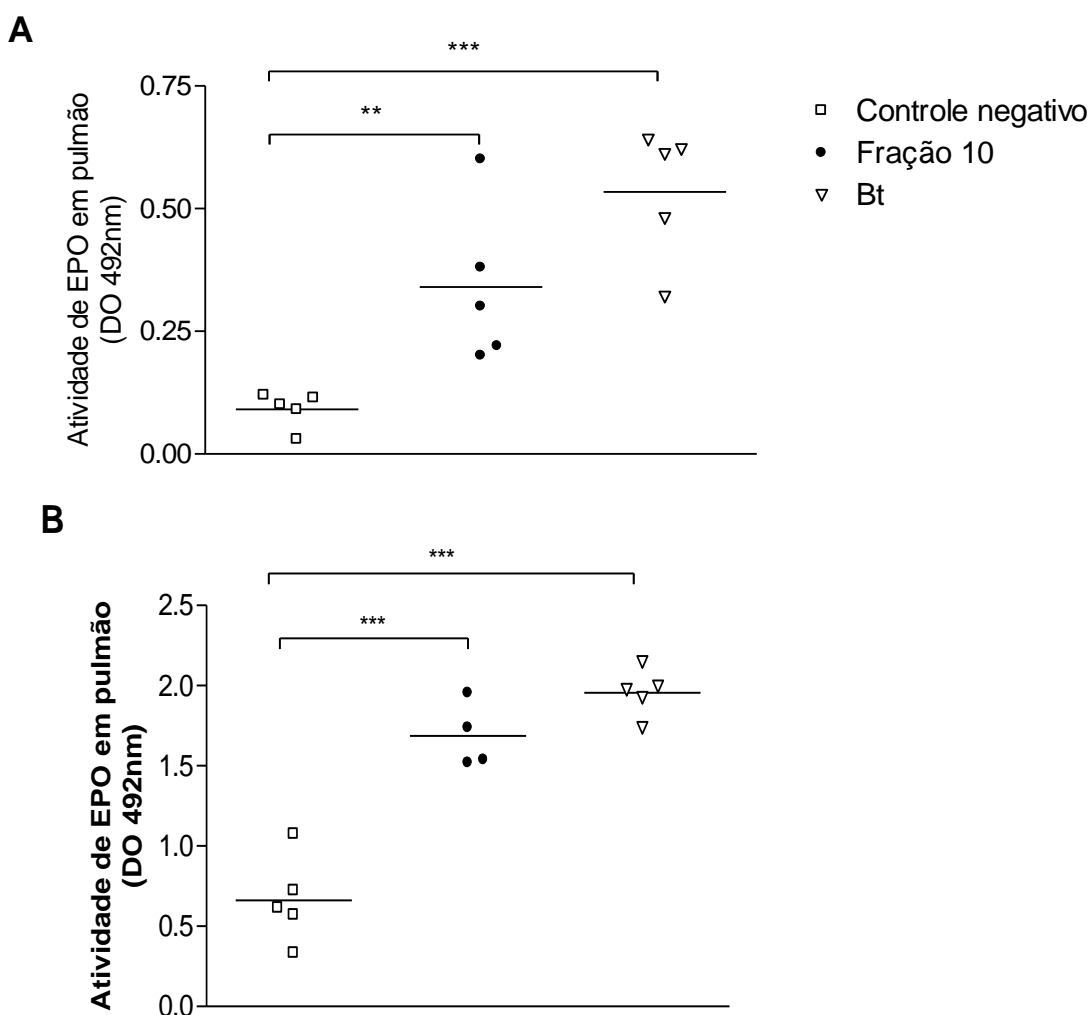 A
***
**
0.75
0.50
0.25
0.00
Atividade de EPO em pulmão
(DO 492nm)
Controle negativo
Fração 10
Bt
B
***
***
2.5
2.0
1.5
1.0
0.5
0.0
Atividade de EPO em pulmão
(DO 492nm)